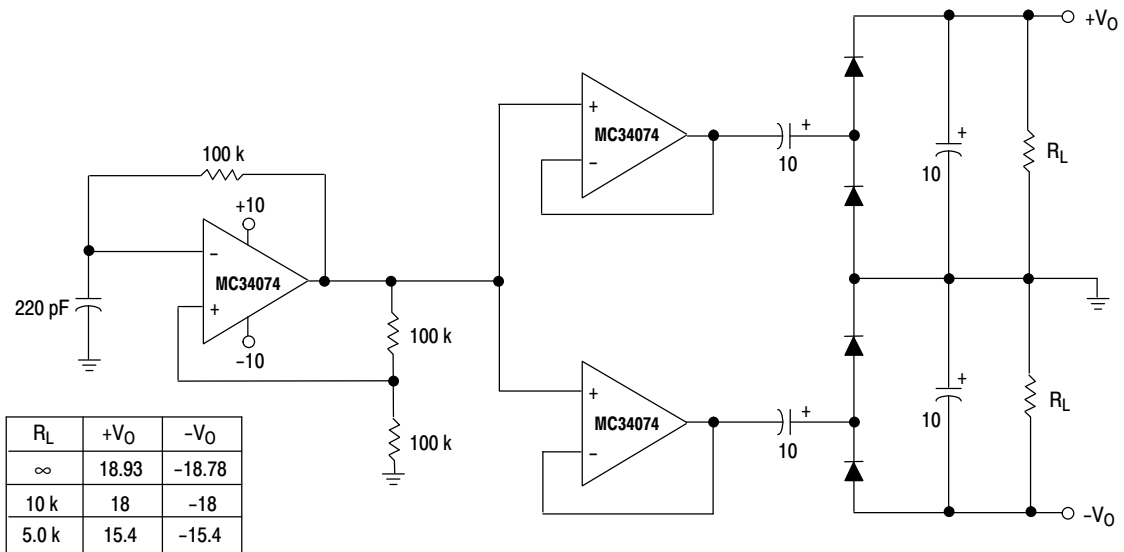 +VO
+
MC34074
−
+
10
+
10
RL
100 k
+10
−
MC34074
+
−10
220 pF
100 k
100 k
+
MC34074
−
+
10
+
10
RL
−VO
RL +VO −VO
∞ 18.93 −18.78
10 k 18 −18
5.0 k 15.4 −15.4